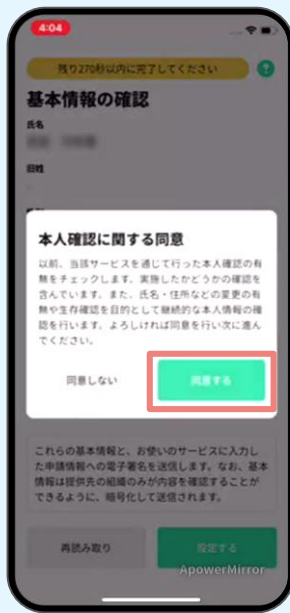 4:04
残り270秒以内に完了してください
?
基本情報の確認
氏名
旧姓
本人確認に関する同意
以前、当該サービスを通じて行った本人確認の有
無をチェックします。実施したかどうかの確認を
含んでいます。また、氏名・住所などの変更の有
無や生存確認を目的として継続的な本人情報の確
認を行います。よろしければ同意を行い次に進ん
でください。
同意しない
同意する
これらの基本情報と、お使いのサービスに入力し
た申請情報への電子署名を送信します。なお、基本
情報は提供先の組織のみが内容を確認することが
できるように、暗号化して送信されます。
再読み取り
設定する
ApowerMirror